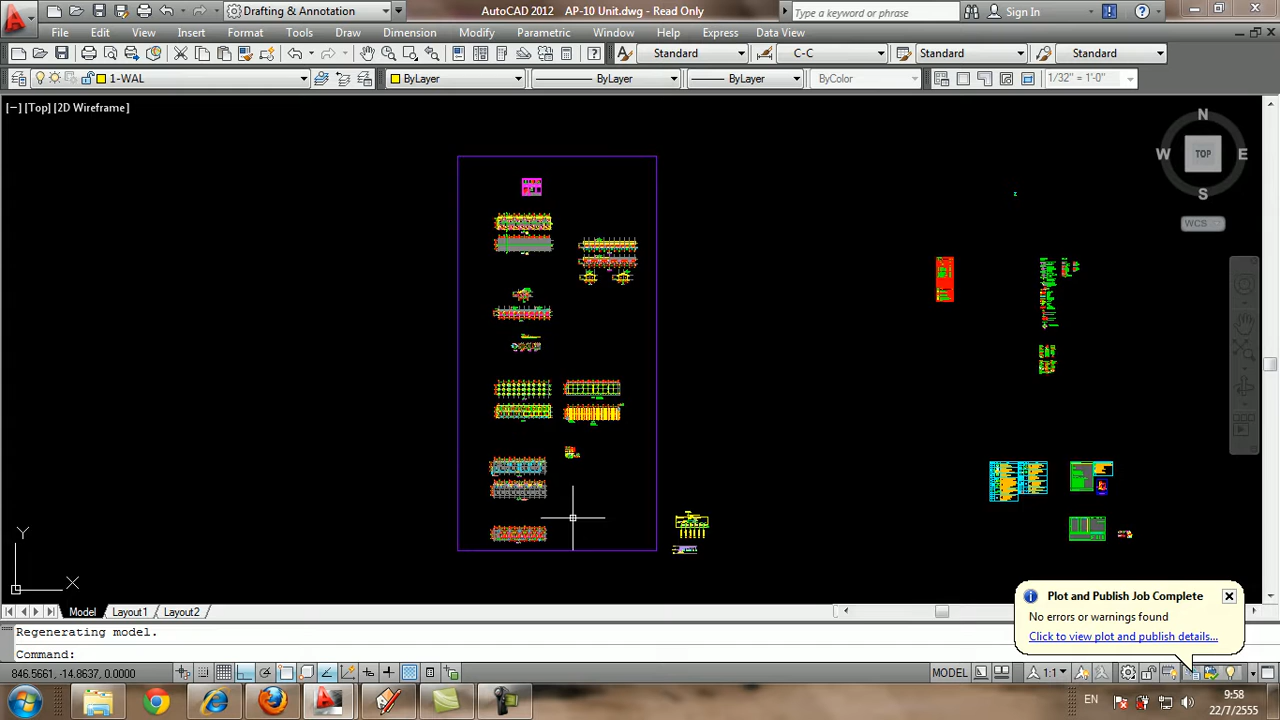 Drafting & Annotation
AutoCAD 2012 AP-10 Unit.dwg - Read Only
Type a keyword or phrase
Sign In
File Edit View Insert Format Tools Draw Dimension Modify Parametric Window Help Express Data View
Standard C-C Standard Standard
1-WAL ByLayer ByLayer ByLayer ByColor 1/32" = 1'-0"
[−] [Top] [2D Wireframe]
N
W TOP E
S
WCS
Y
X
Model Layout1 Layout2
Plot and Publish Job Complete
No errors or warnings found
Click to view plot and publish details...
Regenerating model.
Command:
846.5661, -14.8637, 0.0000
MODEL 1:1
EN 9:58
22/7/2555